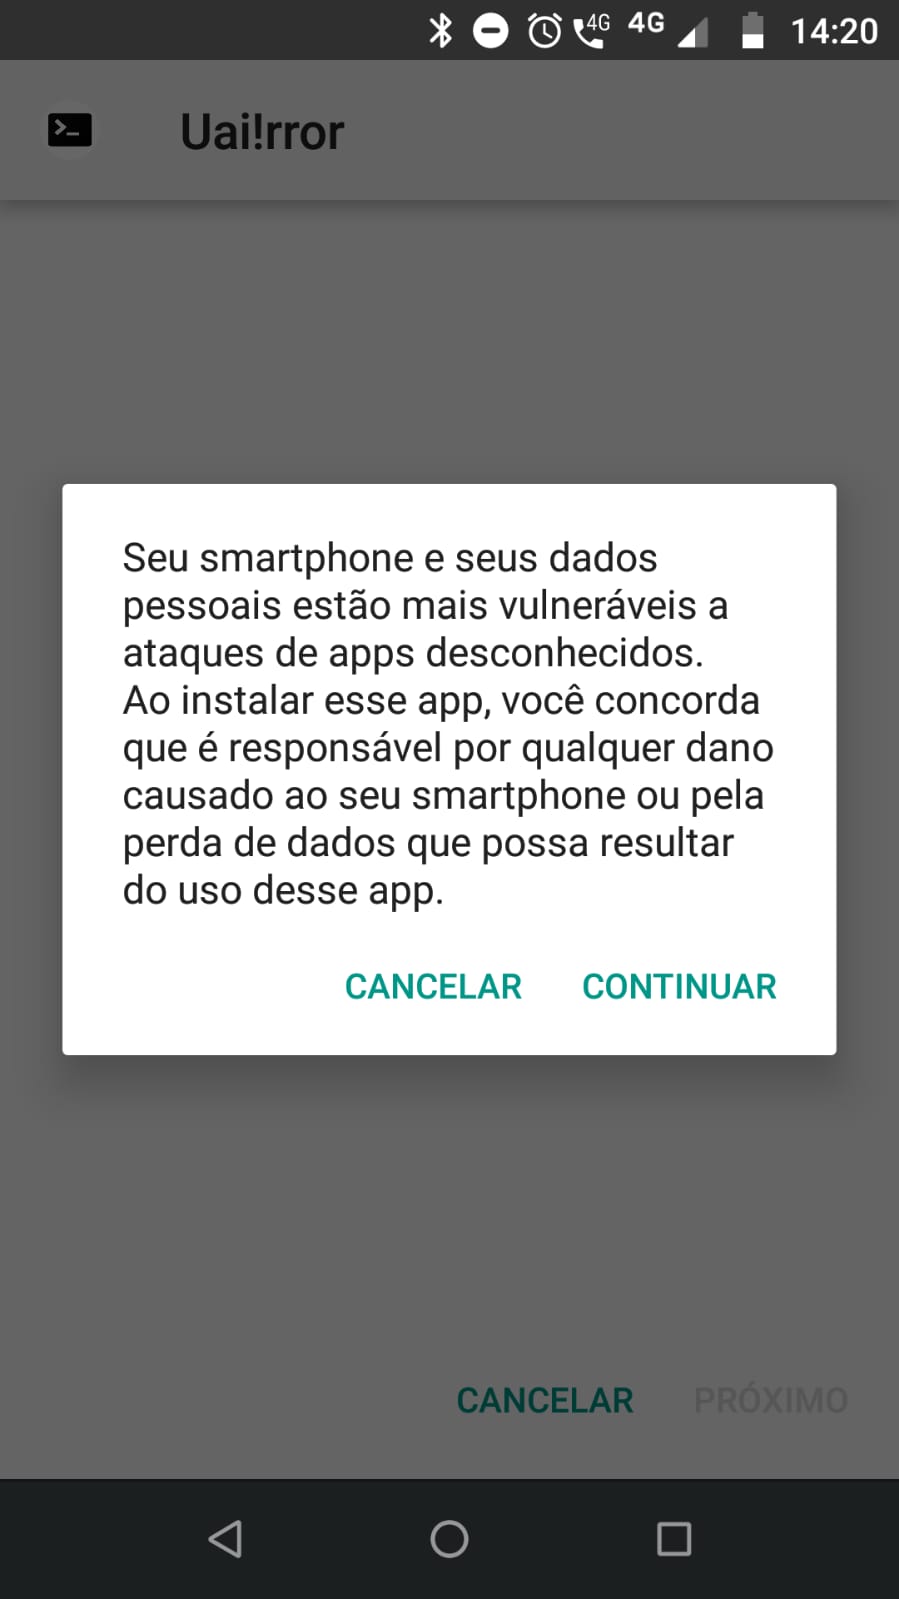 4G 4G 14:20
Uai!rror
Seu smartphone e seus dados
pessoais estão mais vulneráveis a
ataques de apps desconhecidos.
Ao instalar esse app, você concorda
que é responsável por qualquer dano
causado ao seu smartphone ou pela
perda de dados que possa resultar
do uso desse app.
CANCELAR CONTINUAR
CANCELAR PRÓXIMO